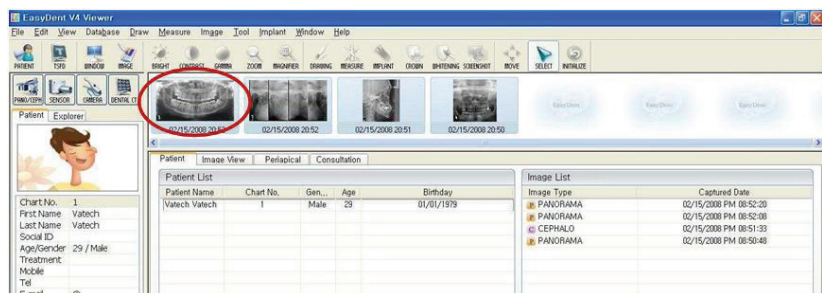 EasyDent V4 Viewer
File Edit View Database Draw Measure Image Tool Implant Window Help
PATIENT TSFD WINDOW IMAGE BRIGHT CONTRAST GAMMA ZOOM MAGNIFIER DRAWING MEASURE IMPLANT CROWN WHITENING SCREENSHOT MOVE SELECT INITIALIZE
PANO/CEPH SENSOR CAMERA DENTAL CT
Patient Explorer
02/15/2008 20:52 02/15/2008 20:51 02/15/2008 20:50
EasyDent EasyDent EasyDent
Patient Image View Periapical Consultation
Patient List
Patient Name Chart No. Gen... Age Birthday
Vatech Vatech 1 Male 29 01/01/1979
Image List
Image Type Captured Date
P PANORAMA 02/15/2008 PM 08:52:20
P PANORAMA 02/15/2008 PM 08:52:08
C CEPHALO 02/15/2008 PM 08:51:33
P PANORAMA 02/15/2008 PM 08:50:48
Chart No. 1
First Name Vatech
Last Name Vatech
Social ID
Age/Gender 29 / Male
Treatment
Mobile
Tel